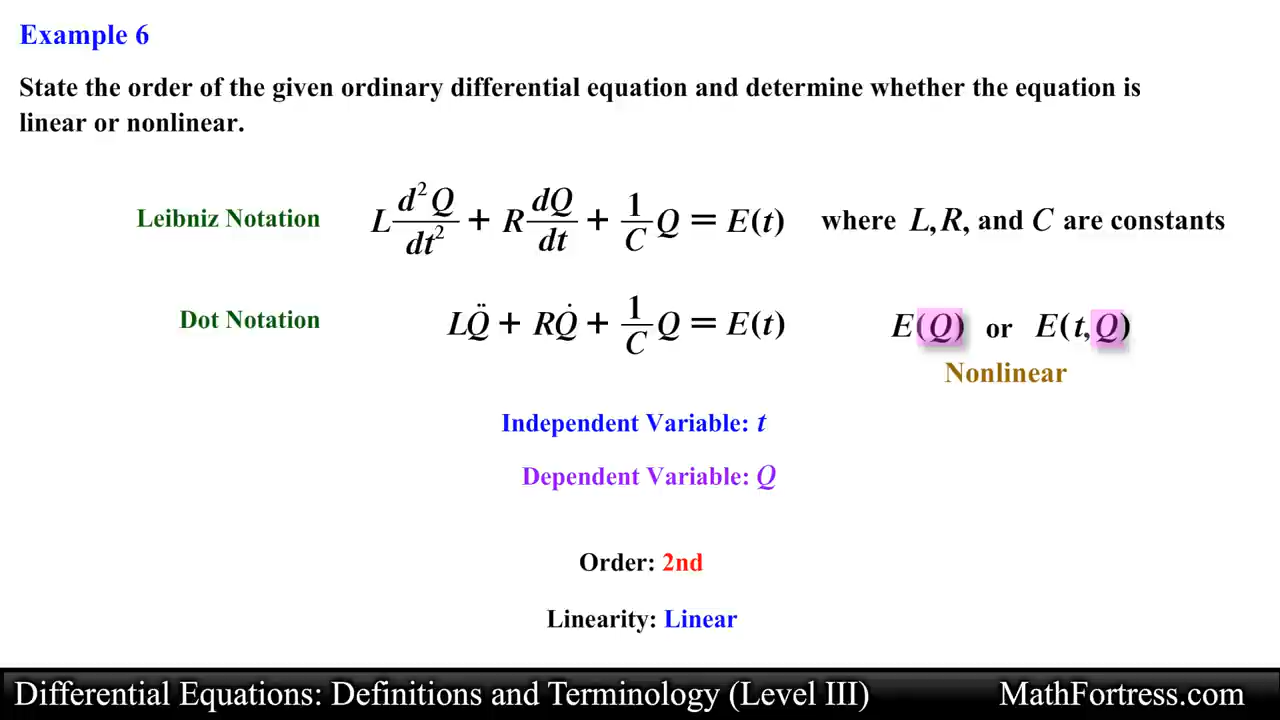 Example 6
State the order of the given ordinary differential equation and determine whether the equation is
linear or nonlinear.
Leibniz Notation L d²Q/dt² + R dQ/dt + 1/C Q = E(t) where L, R, and C are constants
Dot Notation LQ̈ + RQ̇ + 1/C Q = E(t) E(Q) or E(t, Q)
Nonlinear
Independent Variable: t
Dependent Variable: Q
Order: 2nd
Linearity: Linear
Differential Equations: Definitions and Terminology (Level III) MathFortress.com